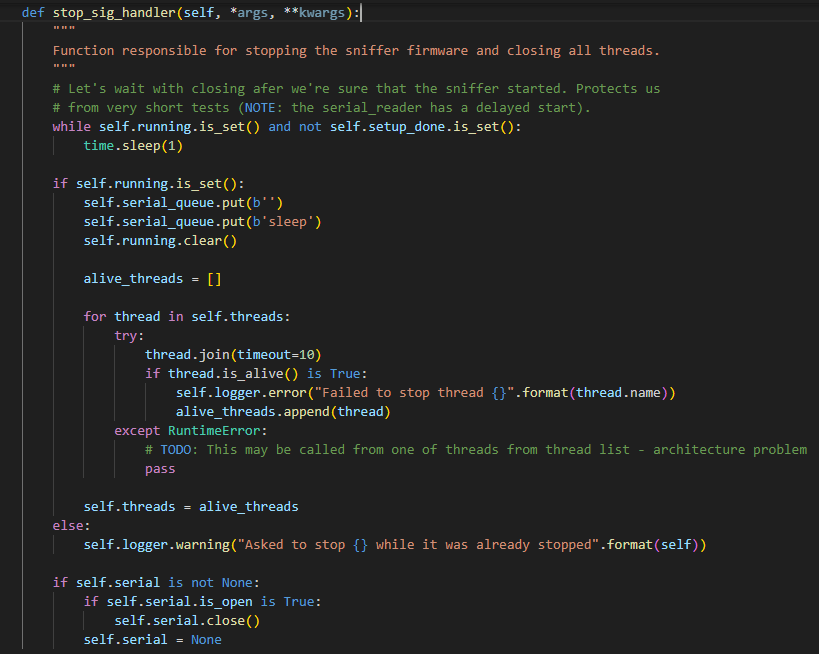 def stop_sig_handler(self, *args, **kwargs):
    """
    Function responsible for stopping the sniffer firmware and closing all threads.
    """
    # Let's wait with closing afer we're sure that the sniffer started. Protects us
    # from very short tests (NOTE: the serial_reader has a delayed start).
    while self.running.is_set() and not self.setup_done.is_set():
        time.sleep(1)

    if self.running.is_set():
        self.serial_queue.put(b'')
        self.serial_queue.put(b'sleep')
        self.running.clear()

        alive_threads = []

        for thread in self.threads:
            try:
                thread.join(timeout=10)
                if thread.is_alive() is True:
                    self.logger.error("Failed to stop thread {}".format(thread.name))
                    alive_threads.append(thread)
            except RuntimeError:
                # TODO: This may be called from one of threads from thread list - architecture problem
                pass

        self.threads = alive_threads
    else:
        self.logger.warning("Asked to stop {} while it was already stopped".format(self))

    if self.serial is not None:
        if self.serial.is_open is True:
            self.serial.close()
        self.serial = None